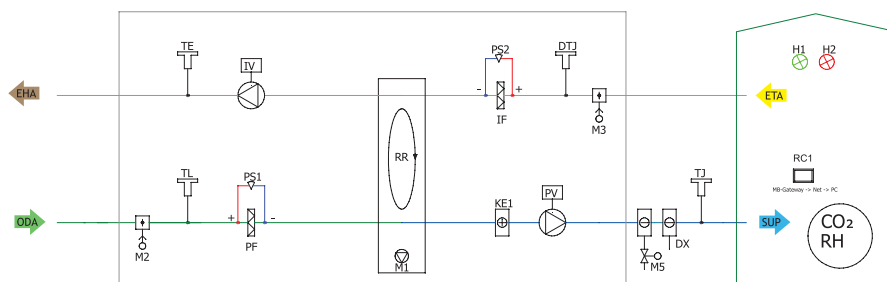 TE
IV
PS2
DTJ
H1 H2
EHA
- +
IF
M3
ETA
RR
RC1
MB-Gateway -> Net -> PC
TL
PS1
KE1
PV
TJ
ODA
+ -
PF
M2
M1
M5
DX
SUP
CO₂
RH